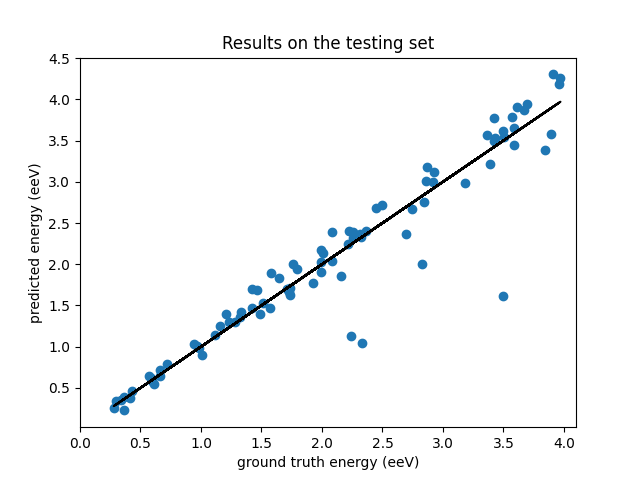 Results on the testing set
predicted energy (eeV)
4.5
4.0
3.5
3.0
2.5
2.0
1.5
1.0
0.5
0.0 0.5 1.0 1.5 2.0 2.5 3.0 3.5 4.0
ground truth energy (eeV)